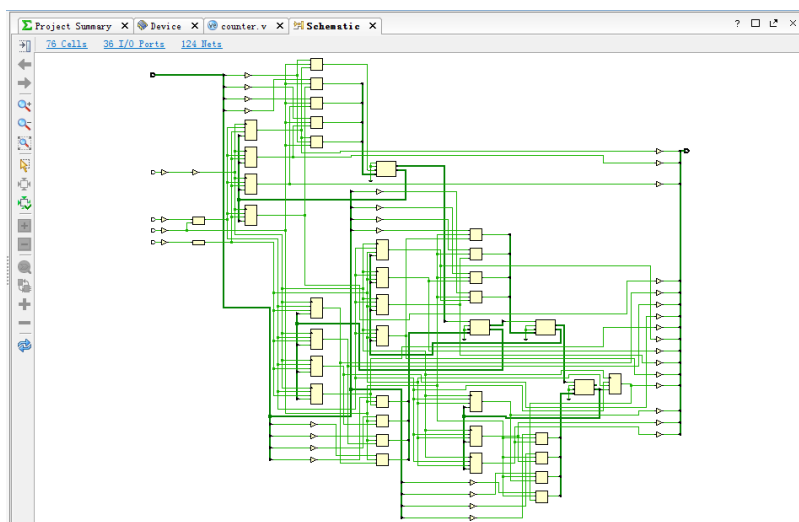 Project Summary Device counter.v Schematic
76 Cells 36 I/O Ports 124 Nets